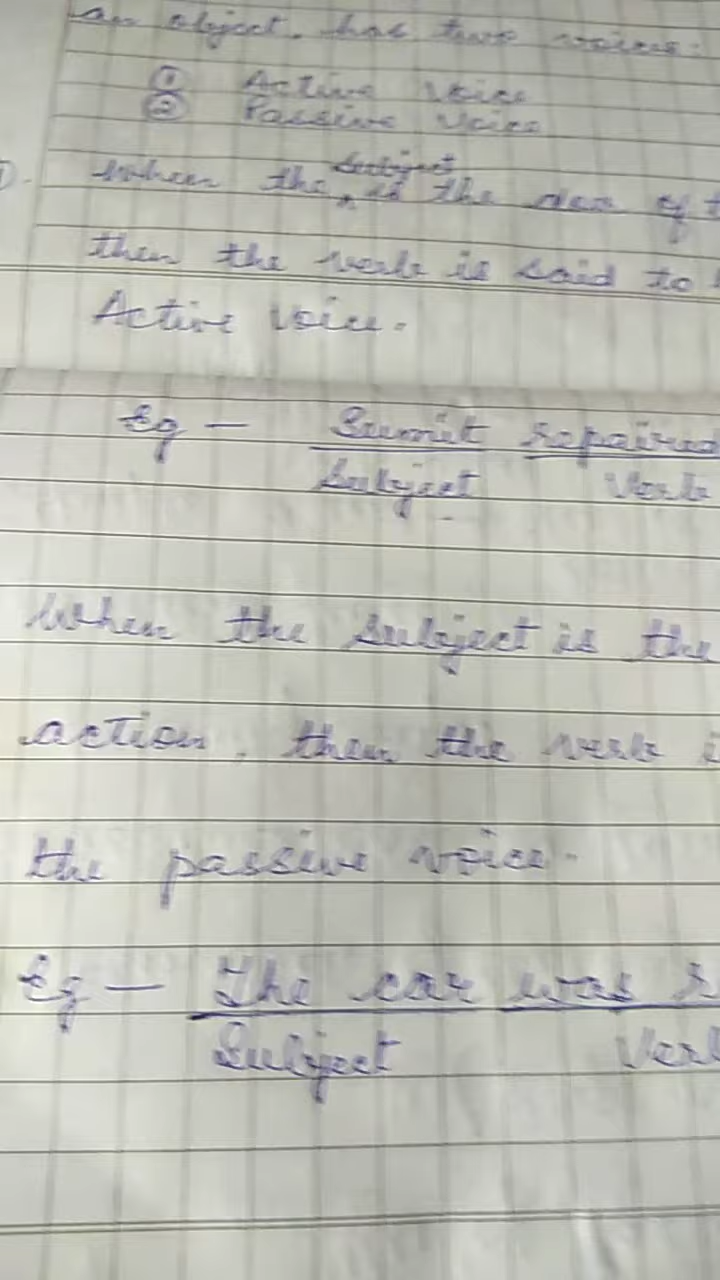 an object. has two voices:
① Active Voice
② Passive Voice
Subject
when the ^ is the doer of
then the verb is said to
Active voice.
Eg - Sumit repaired
Subject Verb
When the subject is the
action, then the verb
the passive voice.
Eg - The car was
Subject Verb